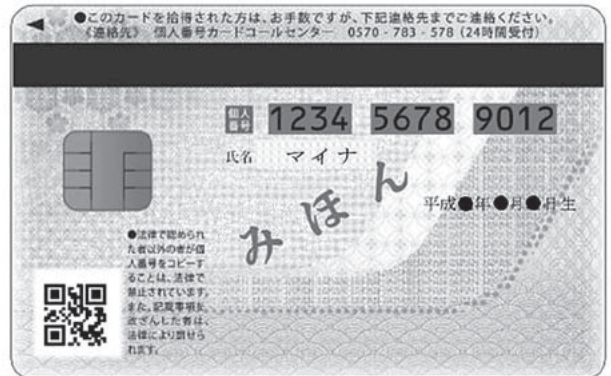 ●このカードを拾得された方は、お手数ですが、下記連絡先までご連絡ください。
《連絡先》 個人番号カードコールセンター 0570-783-578 (24時間受付)
個人番号 1234 5678 9012
氏名 マイナ
平成●年●月●日生
みほん
●法律で認められ
た者以外の者が個
人番号をコピーす
ることは、法律で
禁止されています。
また、記載事項を
改ざんした者は、
法律により罰せら
れます。